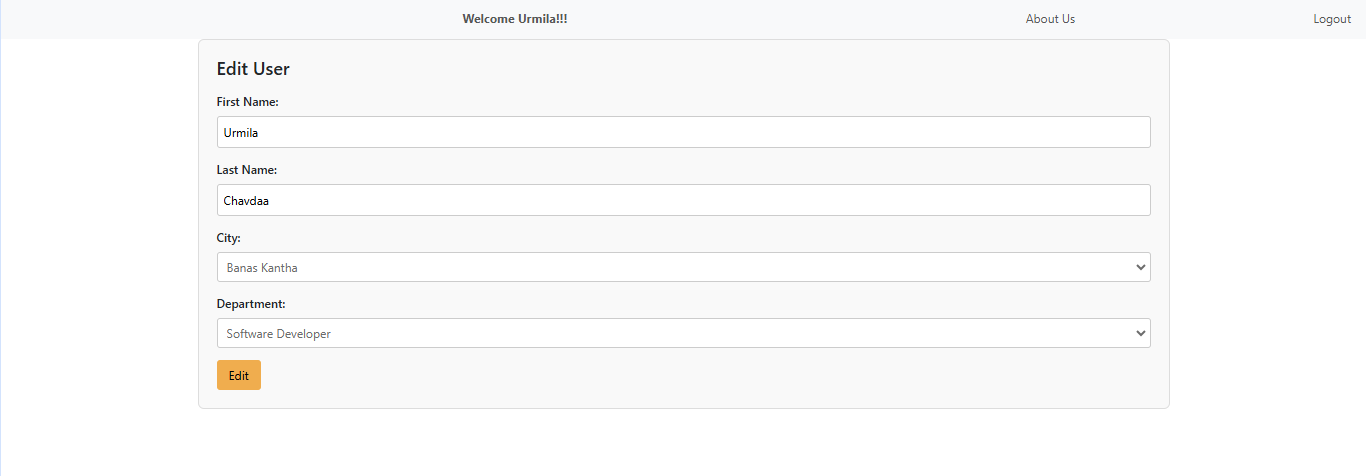 Welcome Urmila!!! About Us Logout
Edit User
First Name:
Urmila
Last Name:
Chavdaa
City:
Banas Kantha
Department:
Software Developer
Edit